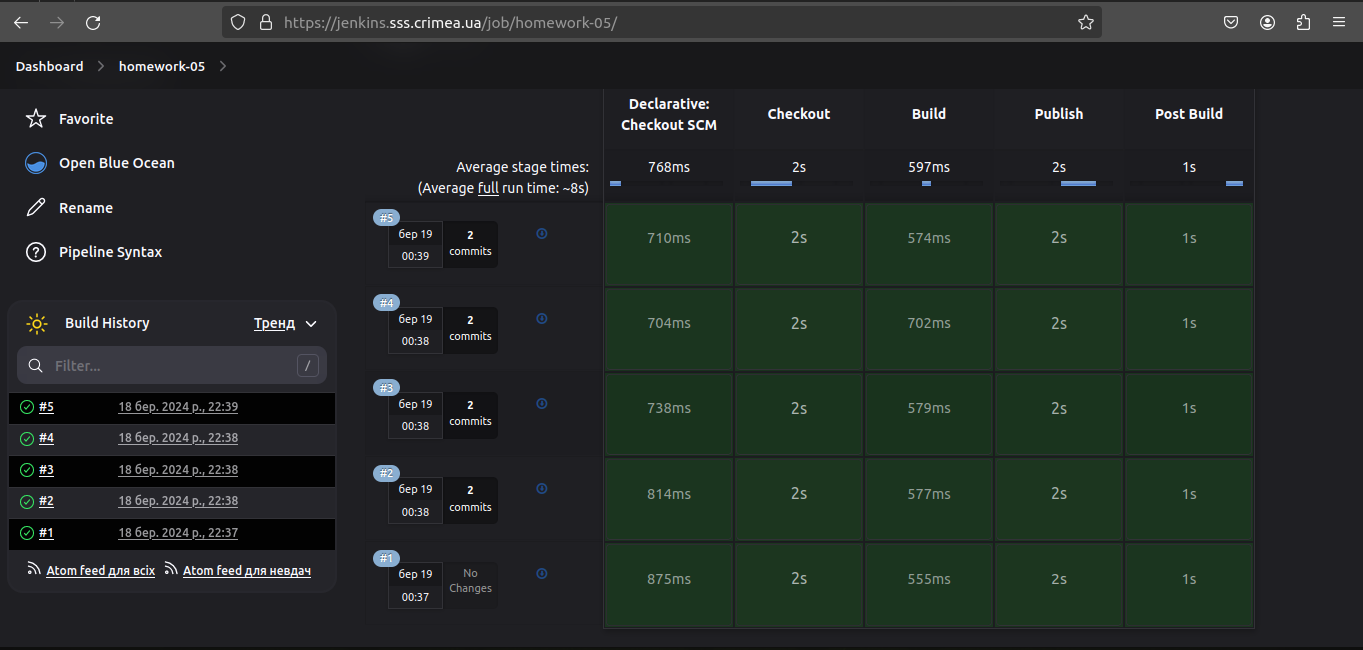 https://jenkins.sss.crimea.ua/job/homework-05/
Dashboard
homework-05
Favorite
Open Blue Ocean
Rename
Pipeline Syntax
Build History
Тренд
Filter...
/
#5 18 бер. 2024 р., 22:39
#4 18 бер. 2024 р., 22:38
#3 18 бер. 2024 р., 22:38
#2 18 бер. 2024 р., 22:38
#1 18 бер. 2024 р., 22:37
Atom feed для всіх Atom feed для невдач
Declarative:
Checkout SCM
Checkout
Build
Publish
Post Build
Average stage times:
(Average full run time: ~8s)
768ms 2s 597ms 2s 1s
#5
бер 19
00:39
2
commits
710ms 2s 574ms 2s 1s
#4
бер 19
00:38
2
commits
704ms 2s 702ms 2s 1s
#3
бер 19
00:38
2
commits
738ms 2s 579ms 2s 1s
#2
бер 19
00:38
2
commits
814ms 2s 577ms 2s 1s
#1
бер 19
00:37
No
Changes
875ms 2s 555ms 2s 1s